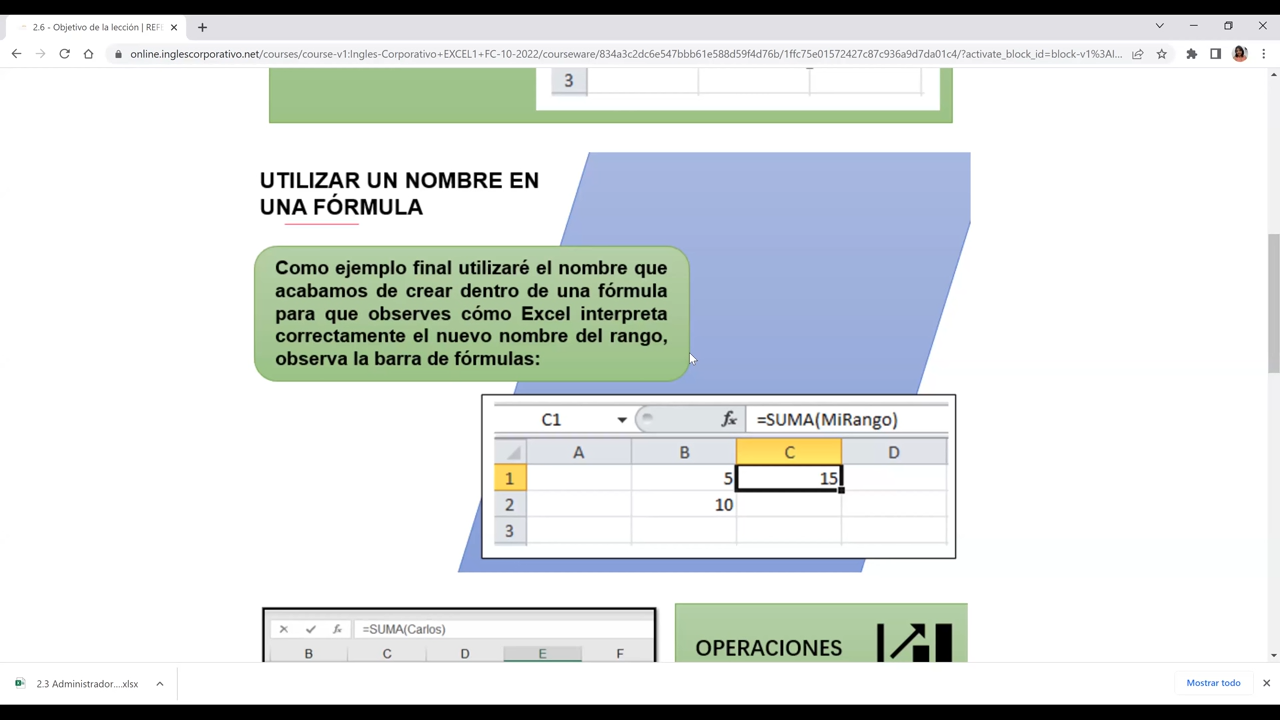 2.6 - Objetivo de la lección | REF
online.inglescorporativo.net/courses/course-v1:Ingles-Corporativo+EXCEL1+FC-10-2022/courseware/834a3c2dc6e547bbb61e588d59f4d76b/1ffc75e01572427c87c936a9d7da01c4/?activate_block_id=block-v1%3Al...
3
UTILIZAR UN NOMBRE EN
UNA FÓRMULA
Como ejemplo final utilizaré el nombre que
acabamos de crear dentro de una fórmula
para que observes cómo Excel interpreta
correctamente el nuevo nombre del rango,
observa la barra de fórmulas:
C1 fx =SUMA(MiRango)
A B C D
1 5 15
2 10
3
fx =SUMA(Carlos)
B C D E F
OPERACIONES
2.3 Administrador....xlsx
Mostrar todo